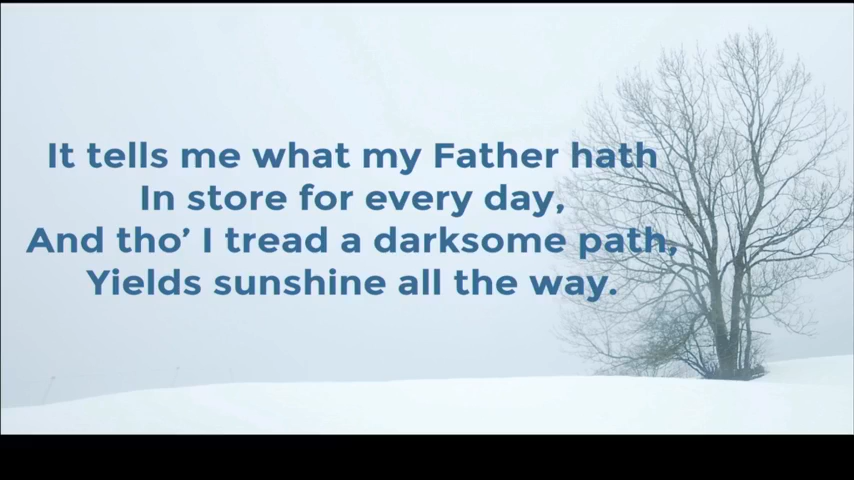 It tells me what my Father hath
In store for every day,
And tho’ I tread a darksome path,
Yields sunshine all the way.